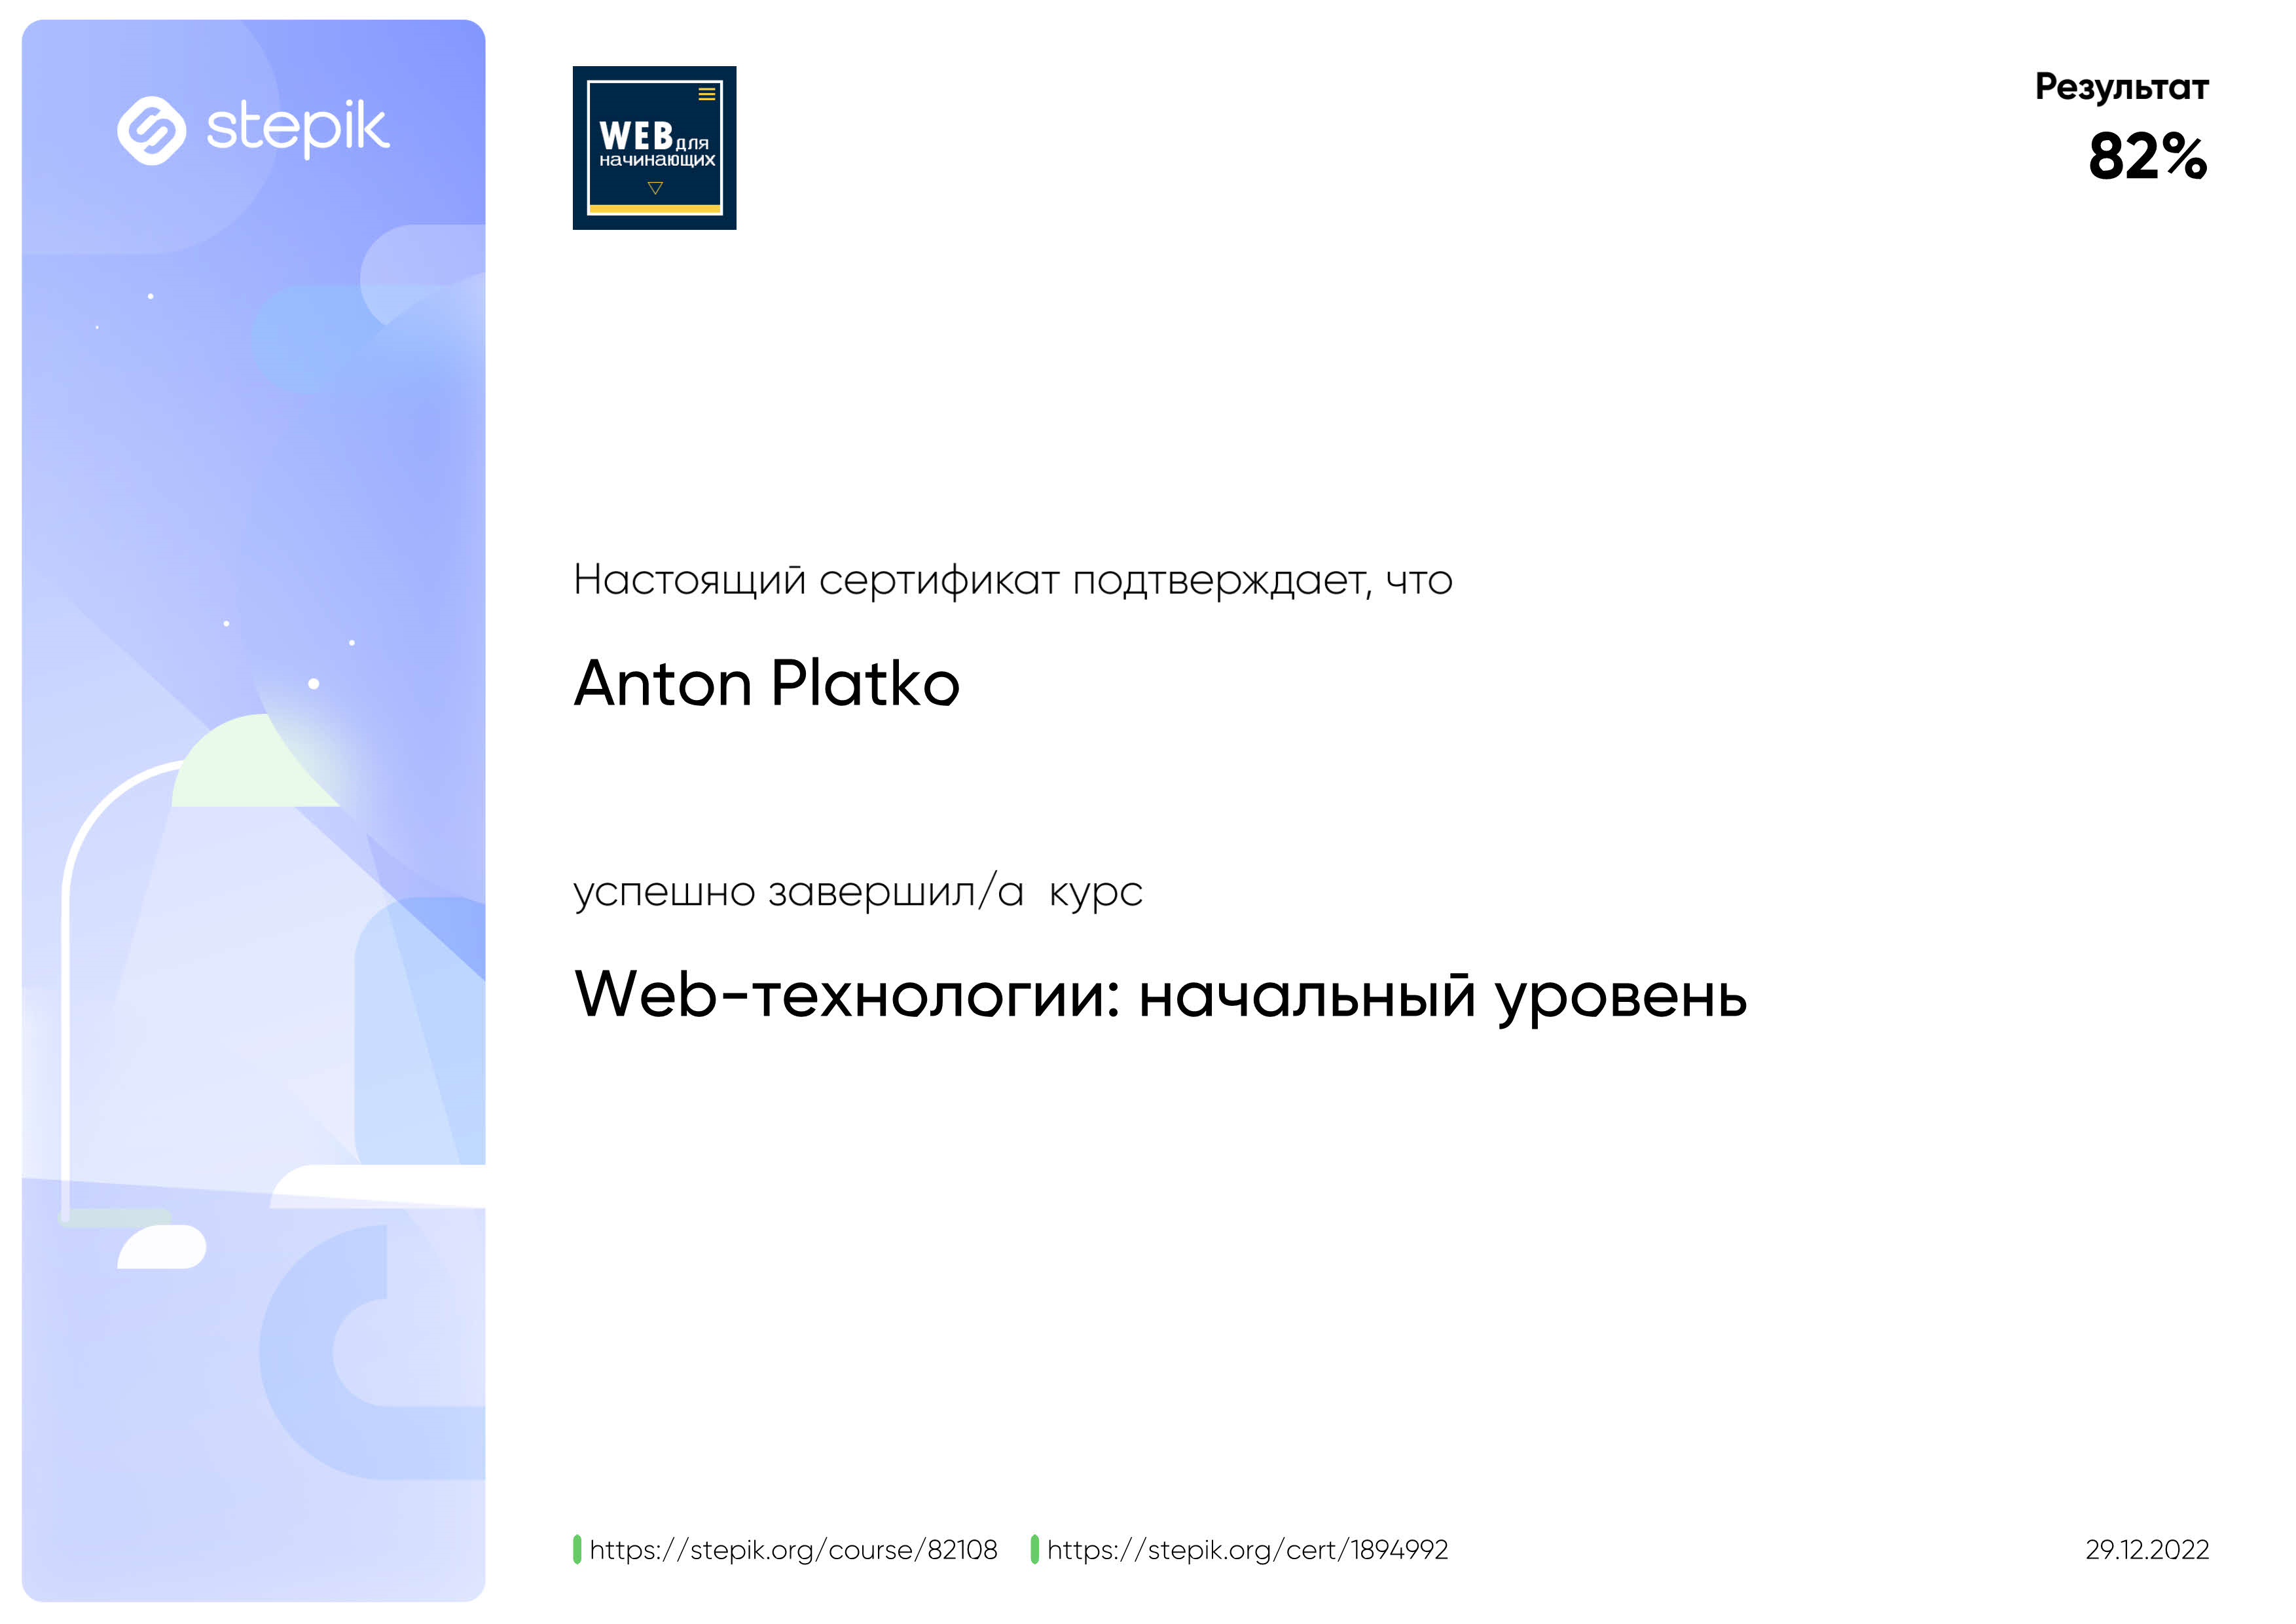 stepik
WEB для
начинающих
Результат
82%
Настоящий сертификат подтверждает, что
Anton Platko
успешно завершил/а курс
Web-технологии: начальный уровень
https://stepik.org/course/82108 https://stepik.org/cert/1894992 29.12.2022